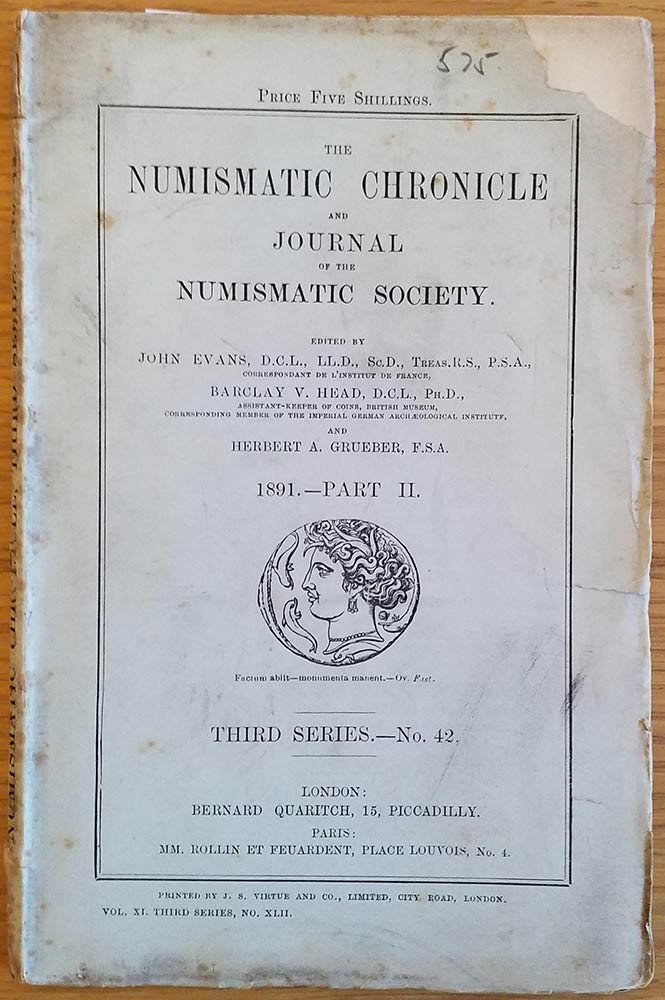 575.
PRICE FIVE SHILLINGS.
THE
NUMISMATIC CHRONICLE
AND
JOURNAL
OF THE
NUMISMATIC SOCIETY.
EDITED BY
JOHN EVANS, D.C.L., LL.D., Sc.D., TREAS.R.S., P.S.A.,
CORRESPONDANT DE L'INSTITUT DE FRANCE,
BARCLAY V. HEAD, D.C.L., PH.D.,
ASSISTANT-KEEPER OF COINS, BRITISH MUSEUM,
CORRESPONDING MEMBER OF THE IMPERIAL GERMAN ARCHÆOLOGICAL INSTITUTE,
AND
HERBERT A. GRUEBER, F.S.A.
1891.—PART II.
Factum abiit—monumenta manent.—Ov. Fast.
THIRD SERIES.—No. 42.
LONDON:
BERNARD QUARITCH, 15, PICCADILLY.
PARIS:
MM. ROLLIN ET FEUARDENT, PLACE LOUVOIS, No. 4.
PRINTED BY J. S. VIRTUE AND CO., LIMITED, CITY ROAD, LONDON.
VOL. XI. THIRD SERIES, NO. XLII.
NUMISMATIC CHRONICLE, THIRD SERIES